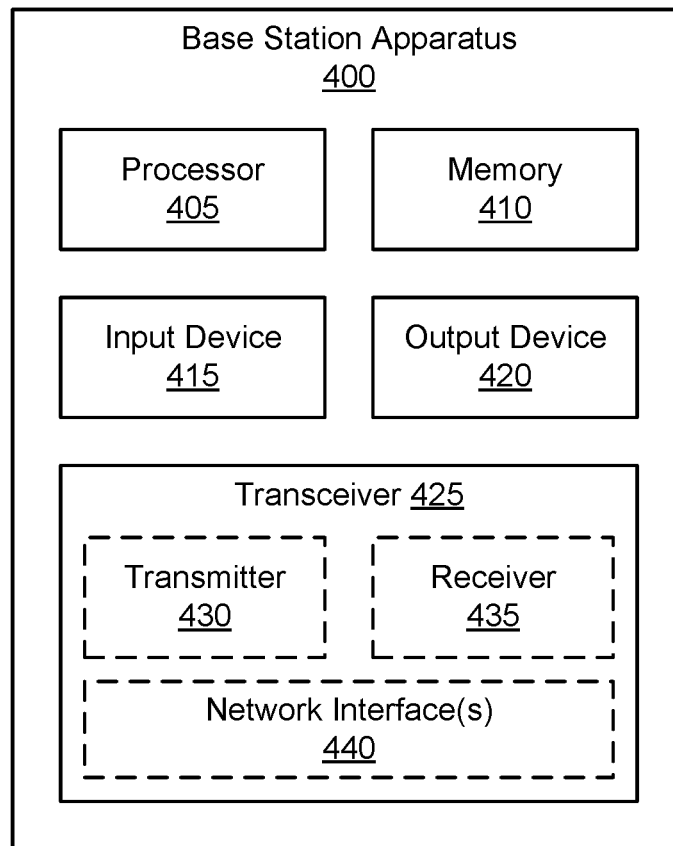 Base Station Apparatus
400
Processor
405
Memory
410
Input Device
415
Output Device
420
Transceiver 425
Transmitter
430
Receiver
435
Network Interface(s)
440